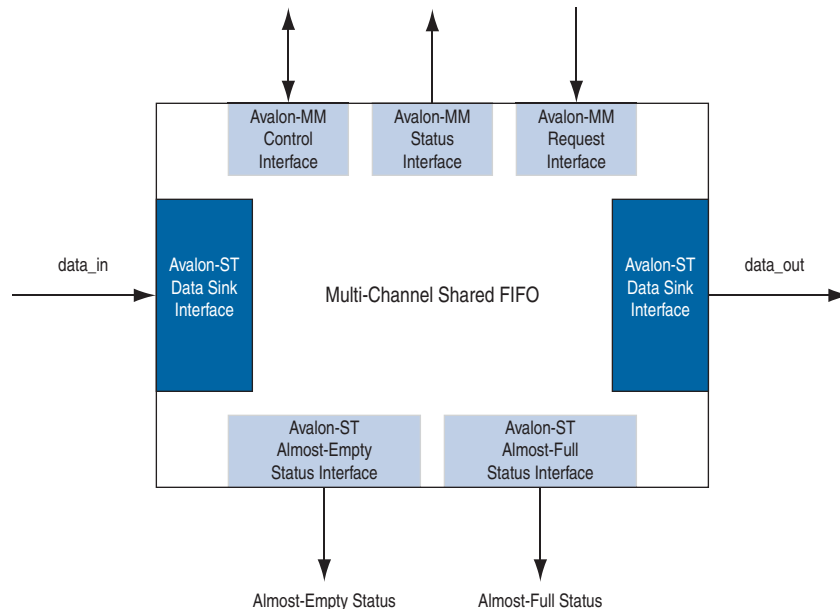 Avalon-MM
Control
Interface
Avalon-MM
Status
Interface
Avalon-MM
Request
Interface
data_in
Avalon-ST
Data Sink
Interface
Multi-Channel Shared FIFO
Avalon-ST
Data Sink
Interface
data_out
Avalon-ST
Almost-Empty
Status Interface
Avalon-ST
Almost-Full
Status Interface
Almost-Empty Status
Almost-Full Status